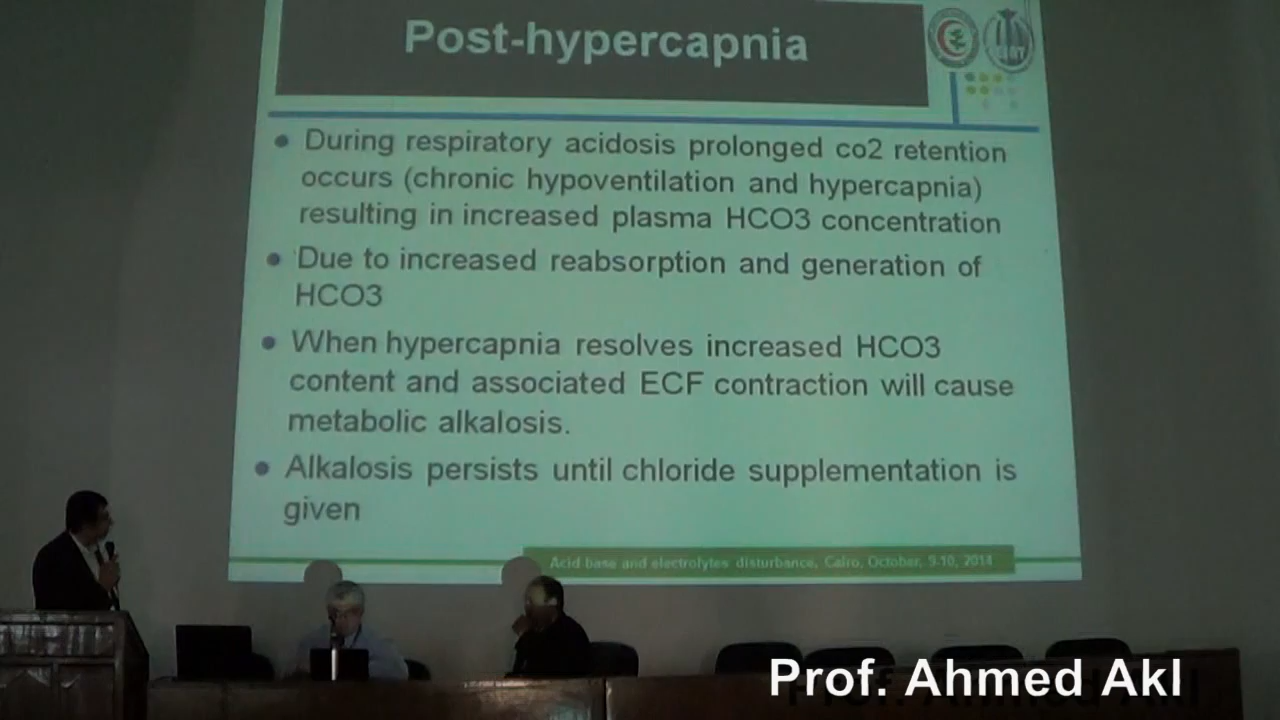 Post-hypercapnia
During respiratory acidosis prolonged co2 retention
occurs (chronic hypoventilation and hypercapnia)
resulting in increased plasma HCO3 concentration
Due to increased reabsorption and generation of
HCO3
When hypercapnia resolves increased HCO3
content and associated ECF contraction will cause
metabolic alkalosis.
Alkalosis persists until chloride supplementation is
given
Acid base and electrolytes disturbance, Cairo, October, 9-10, 2014
Prof. Ahmed Akl